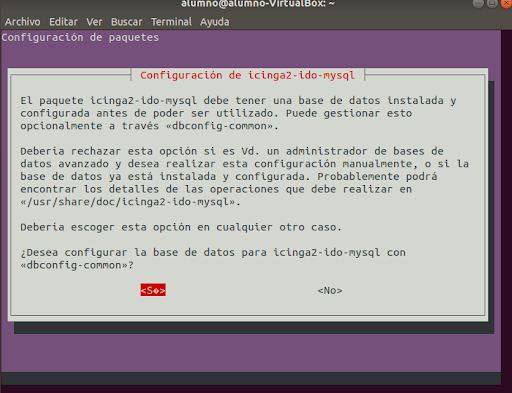 alumno@alumno-VirtualBox: ~
Archivo Editar Ver Buscar Terminal Ayuda
Configuración de paquetes
Configuración de icinga2-ido-mysql
El paquete icinga2-ido-mysql debe tener una base de datos instalada y
configurada antes de poder ser utilizado. Puede gestionar esto
opcionalmente a través «dbconfig-common».
Debería rechazar esta opción si es Vd. un administrador de bases de
datos avanzado y desea realizar esta configuración manualmente, o si la
base de datos ya está instalada y configurada. Probablemente podrá
encontrar los detalles de las operaciones que debe realizar en
«/usr/share/doc/icinga2-ido-mysql».
Debería escoger esta opción en cualquier otro caso.
¿Desea configurar la base de datos para icinga2-ido-mysql con
«dbconfig-common»?
<S�> <No>